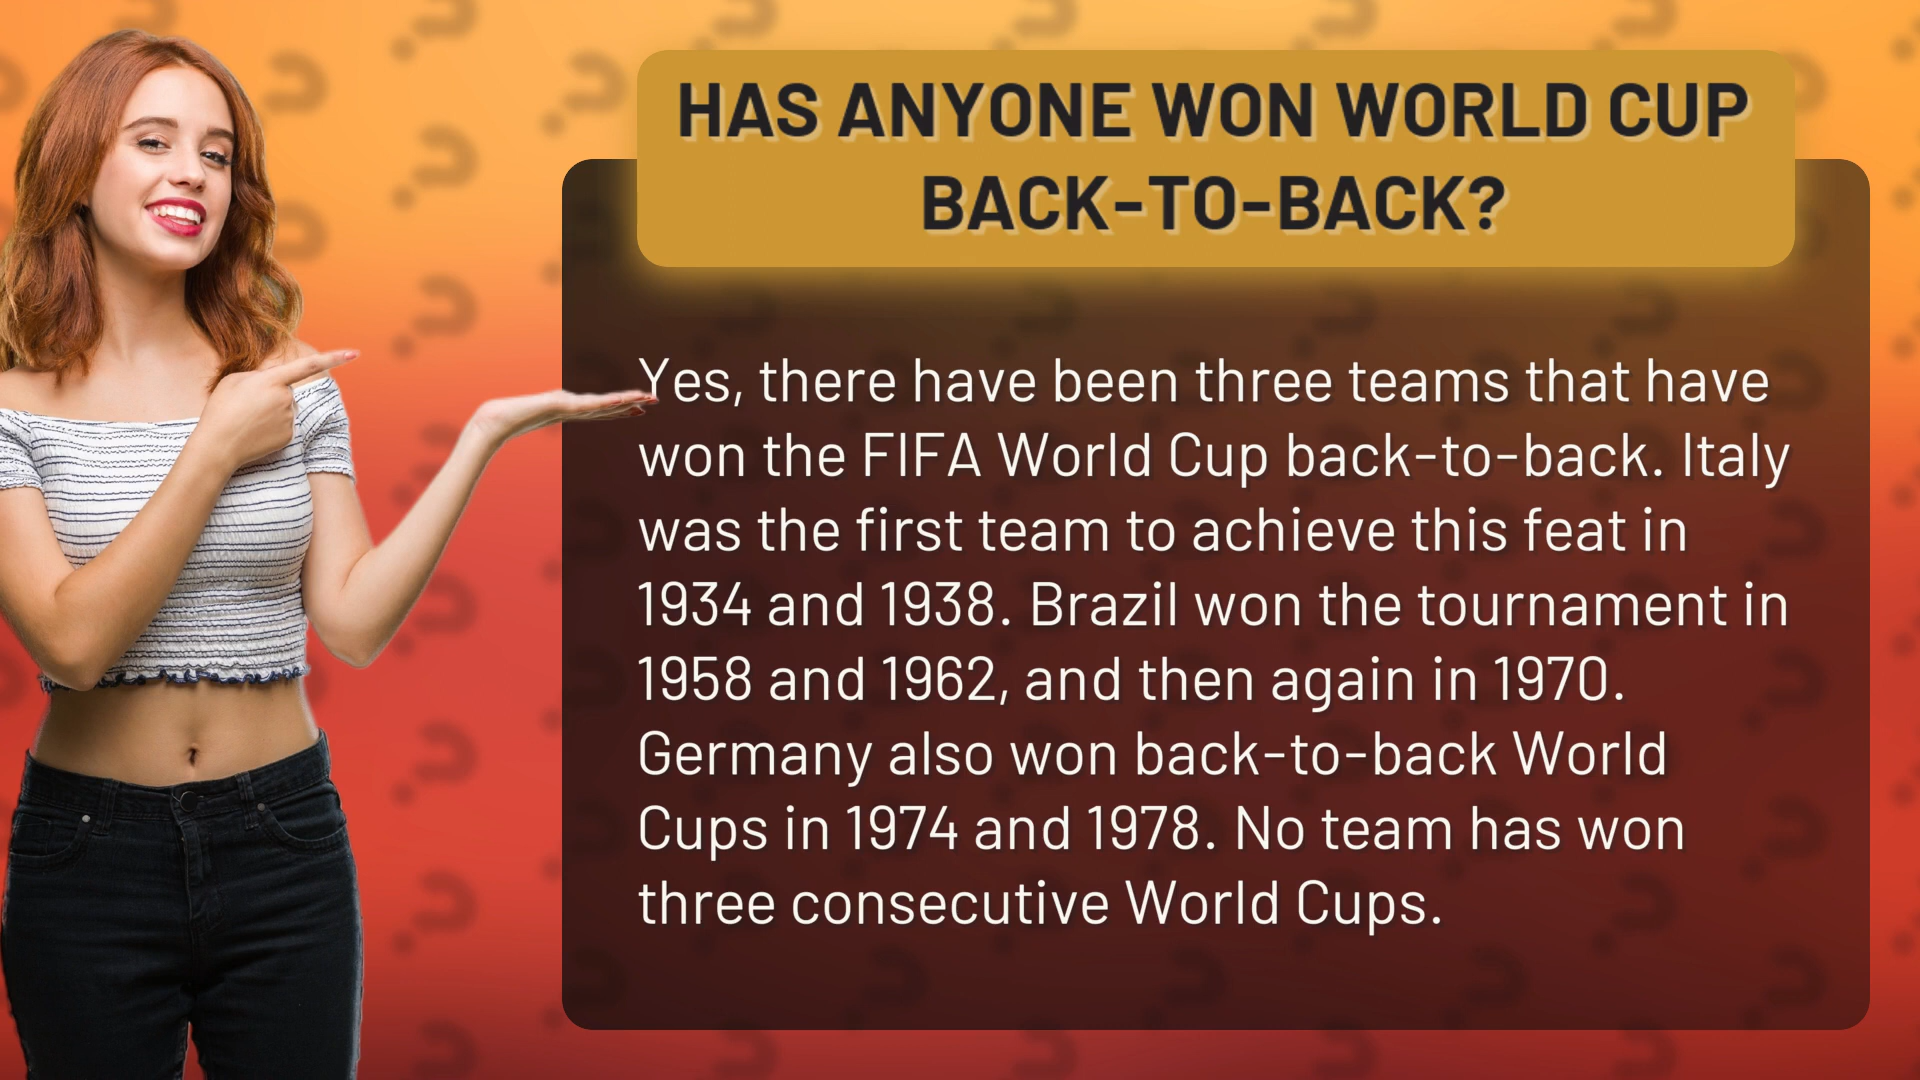 HAS ANYONE WON WORLD CUP
BACK-TO-BACK?
Yes, there have been three teams that have
won the FIFA World Cup back-to-back. Italy
was the first team to achieve this feat in
1934 and 1938. Brazil won the tournament in
1958 and 1962, and then again in 1970.
Germany also won back-to-back World
Cups in 1974 and 1978. No team has won
three consecutive World Cups.